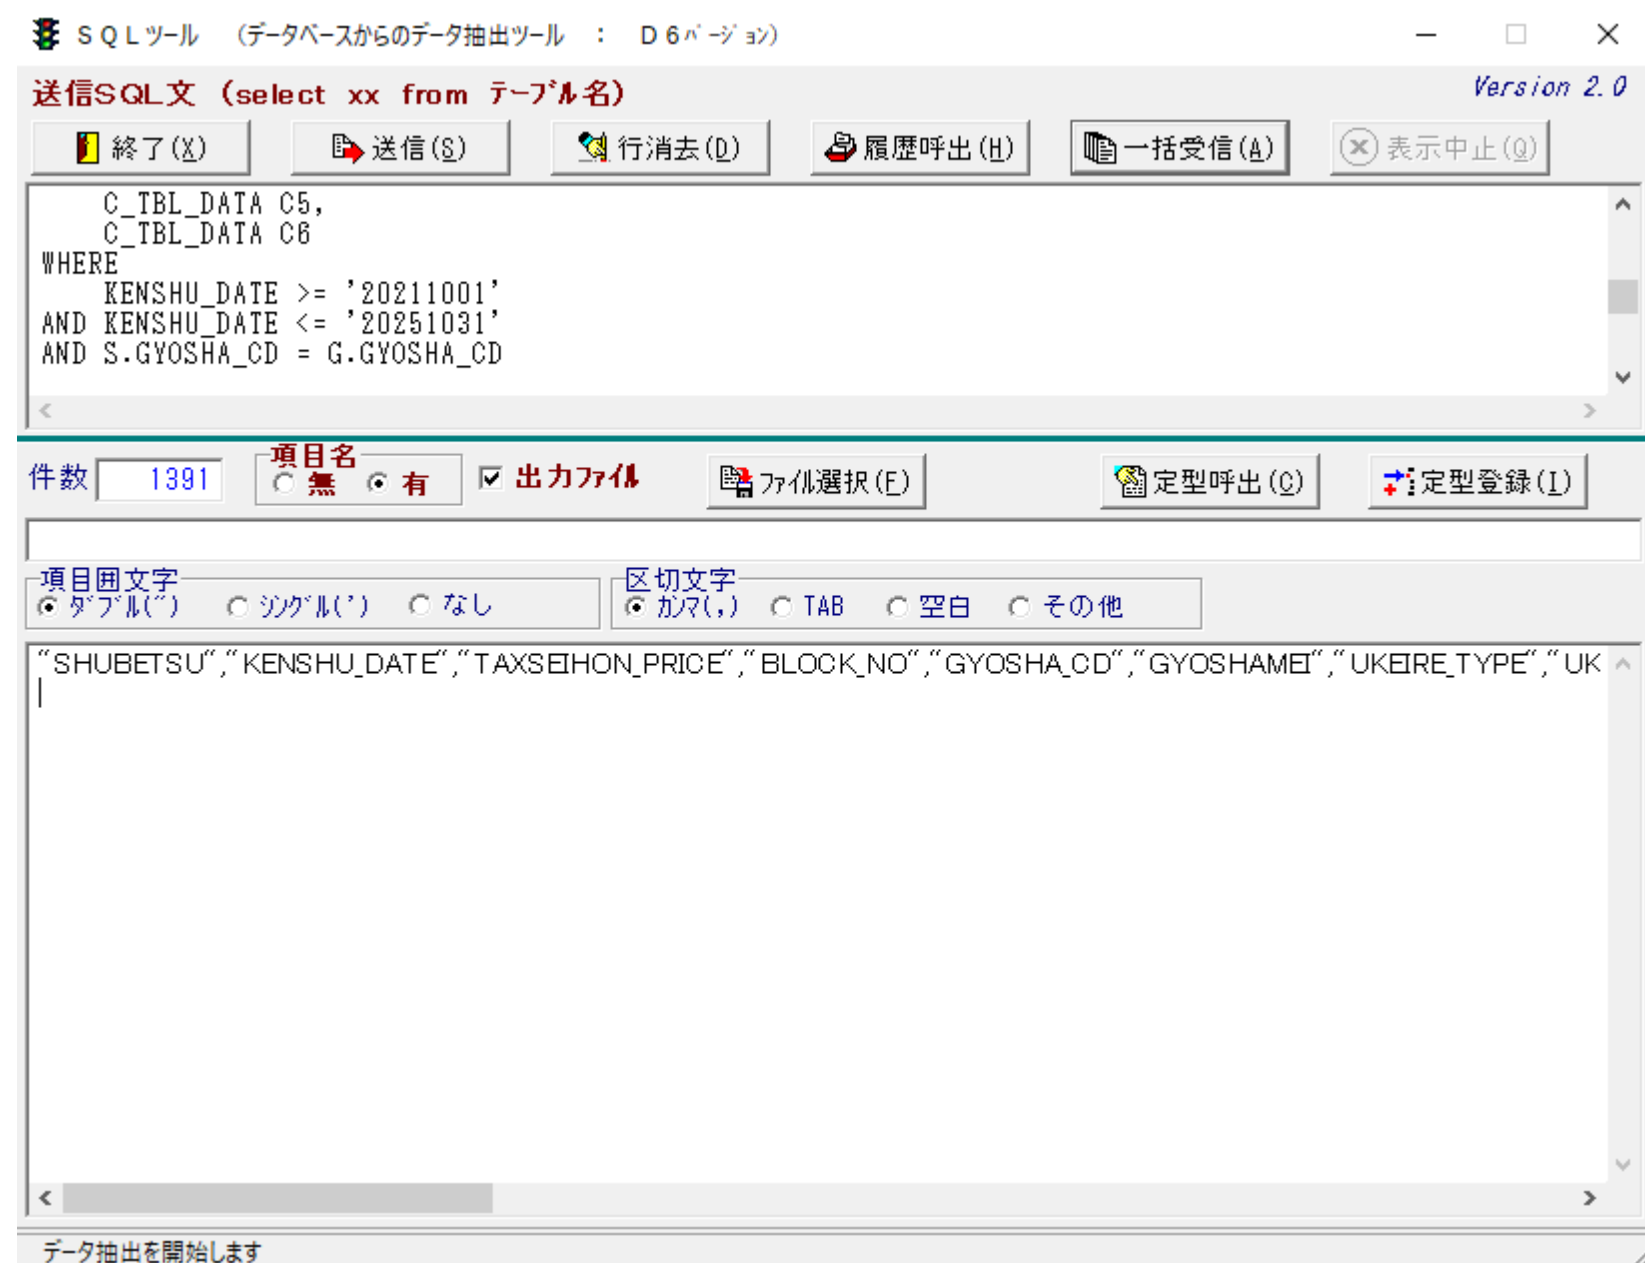 SQLツール （データベースからのデータ抽出ツール ： D6ﾊﾞｰｼﾞｮﾝ）
送信SQL文 (select xx from ﾃｰﾌﾞﾙ名)
Version 2.0
終了(X) 送信(S) 行消去(D) 履歴呼出(H) 一括受信(A) 表示中止(Q)
C_TBL_DATA C5,
C_TBL_DATA C6
WHERE
KENSHU_DATE >= '20211001'
AND KENSHU_DATE <= '20251031'
AND S.GYOSHA_CD = G.GYOSHA_CD
項目名
件数 1391 無 有 出力ﾌｧｲﾙ ﾌｧｲﾙ選択(F) 定型呼出(O) 定型登録(I)
項目囲文字 区切文字
ﾀﾞﾌﾞﾙ(") ｼﾝｸﾞﾙ(') なし ｶﾝﾏ(,) TAB 空白 その他
"SHUBETSU","KENSHU_DATE","TAXSEIHON_PRICE","BLOCK_NO","GYOSHA_CD","GYOSHAMEI","UKEIRE_TYPE","UK
データ抽出を開始します